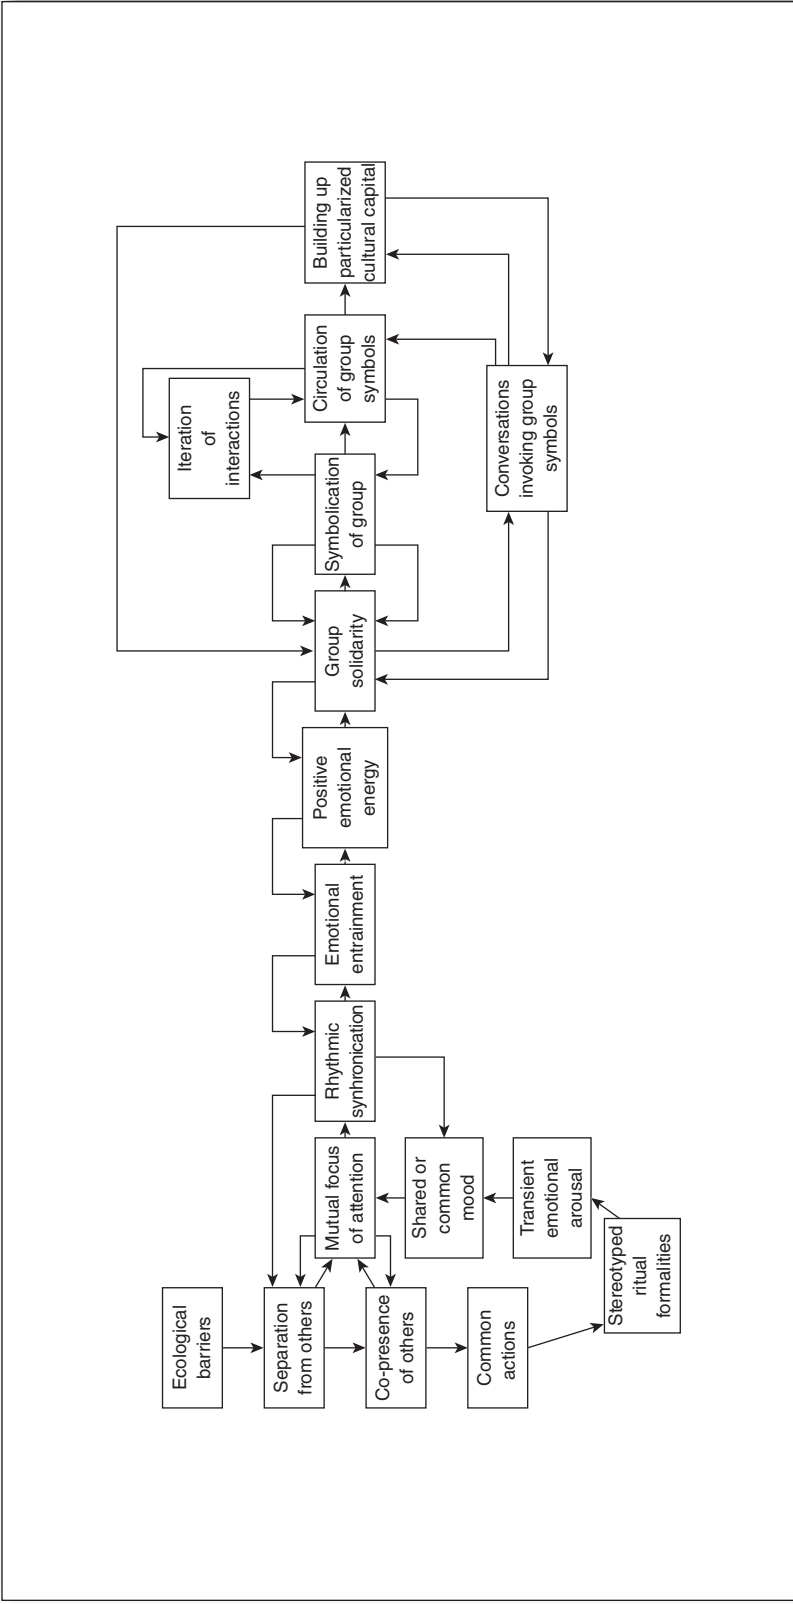 Ecological
barriers
Separation
from others
Co-presence
of others
Common
actions
Stereotyped
ritual
formalities
Transient
emotional
arousal
Shared or
common
mood
Mutual focus
of attention
Rhythmic
synhronication
Emotional
entrainment
Positive
emotional
energy
Group
solidarity
Symbolication
of group
Iteration
of
interactions
Circulation
of group
symbols
Building up
particularized
cultural capital
Conversations
invoking group
symbols